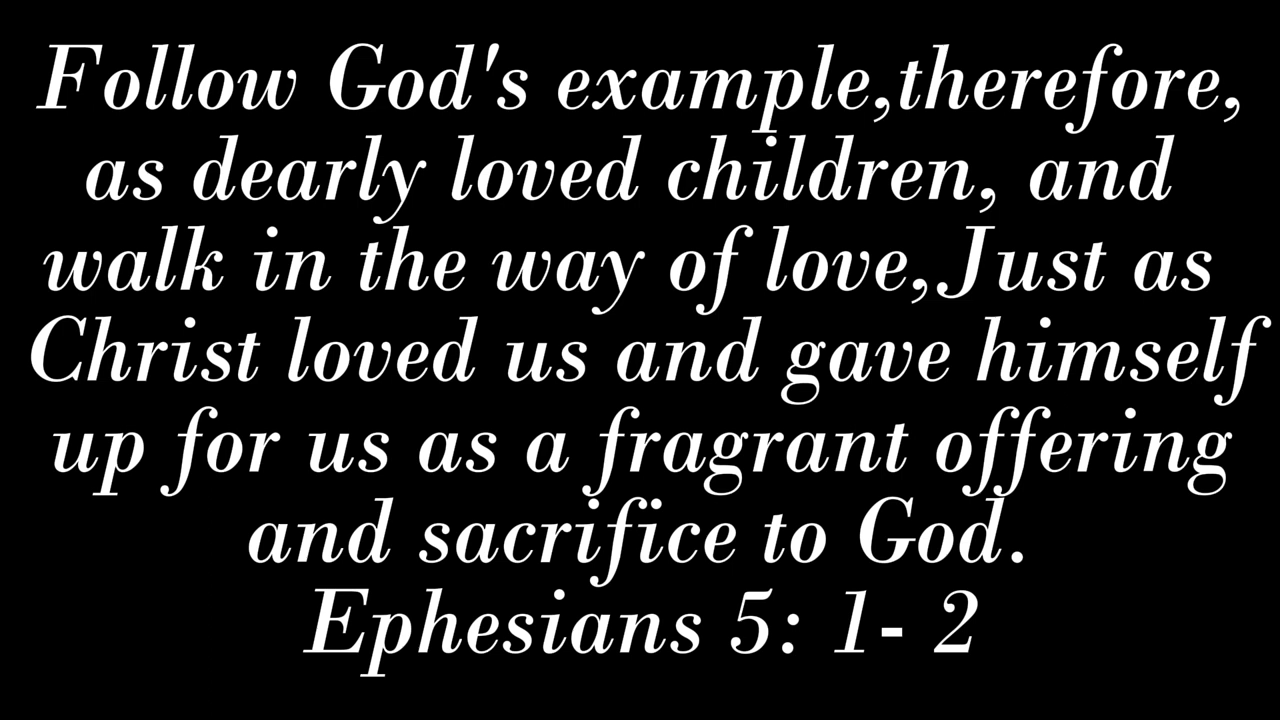 Follow God's example,therefore,
as dearly loved children, and
walk in the way of love,Just as
Christ loved us and gave himself
up for us as a fragrant offering
and sacrifice to God.
Ephesians 5: 1- 2